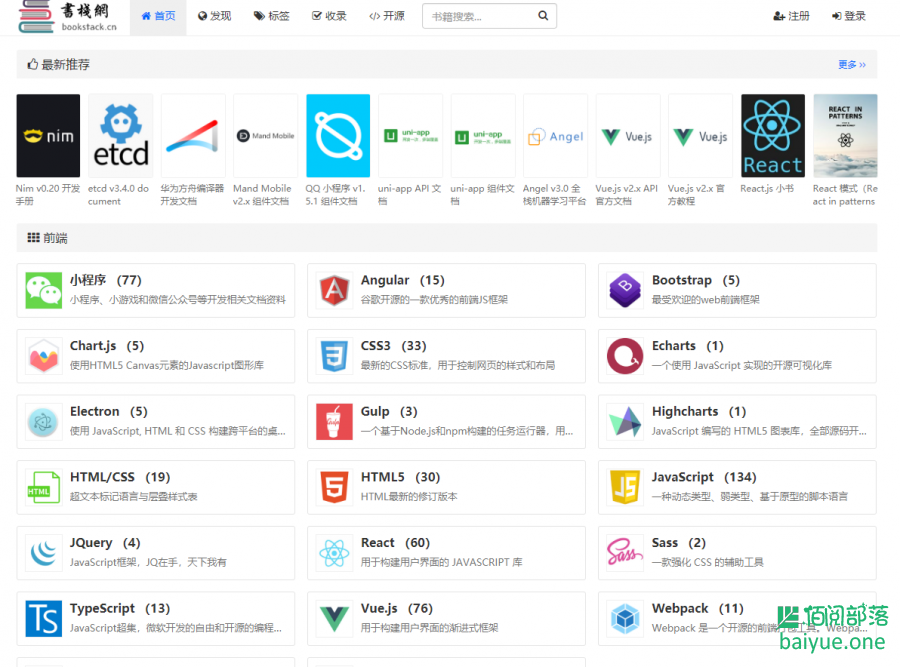 書棧網
bookstack.cn
首页 发现 标签 收录 开源 书籍搜索... 注册 登录
最新推荐 更多
nim
etcd
Mand Mobile
uni-app
uni-app
Angel
Vue.js
Vue.js
React
REACT IN
PATTERNS
Nim v0.20 开发 etcd v3.4.0 do 华为方舟编译器 Mand Mobile QQ 小程序 v1. uni-app API 文 uni-app 组件文 Angel v3.0 全 Vue.js v2.x API Vue.js v2.x 官 React.js 小书 React 模式（Re
手册 cument 开发文档 v2.x 组件文档 5.1 组件文档 档 档 栈机器学习平台 官方文档 方教程 act in patterns
前端
小程序 (77) Angular (15) Bootstrap (5)
小程序、小游戏和微信公众号等开发相关文档资料 谷歌开源的一款优秀的前端JS框架 最受欢迎的web前端框架
Chart.js (5) CSS3 (33) Echarts (1)
使用HTML5 Canvas元素的Javascript图形库 最新的CSS标准，用于控制网页的样式和布局 一个使用 JavaScript 实现的开源可视化库
Electron (5) Gulp (3) Highcharts (1)
使用 JavaScript, HTML 和 CSS 构建跨平台的桌... 一个基于Node.js和npm构建的任务运行器，用... JavaScript 编写的 HTML5 图表库，全部源码开...
HTML
HTML/CSS (19) HTML5 (30) JavaScript (134)
超文本标记语言与层叠样式表 HTML最新的修订版本 一种动态类型、弱类型、基于原型的脚本语言
JS
JQuery (4) React (60) Sass (2)
JavaScript框架，JQ在手，天下我有 用于构建用户界面的 JAVASCRIPT 库 一款强化 CSS 的辅助工具
Sass
TS
TypeScript (13) Vue.js (76) Webpack (11)
JavaScript超集，微软开发的自由和开源的编程... 用于构建用户界面的渐进式框架 Webpack 是一个开源的前端打包工具。Webpa...
佰阅部落
baiyue.one